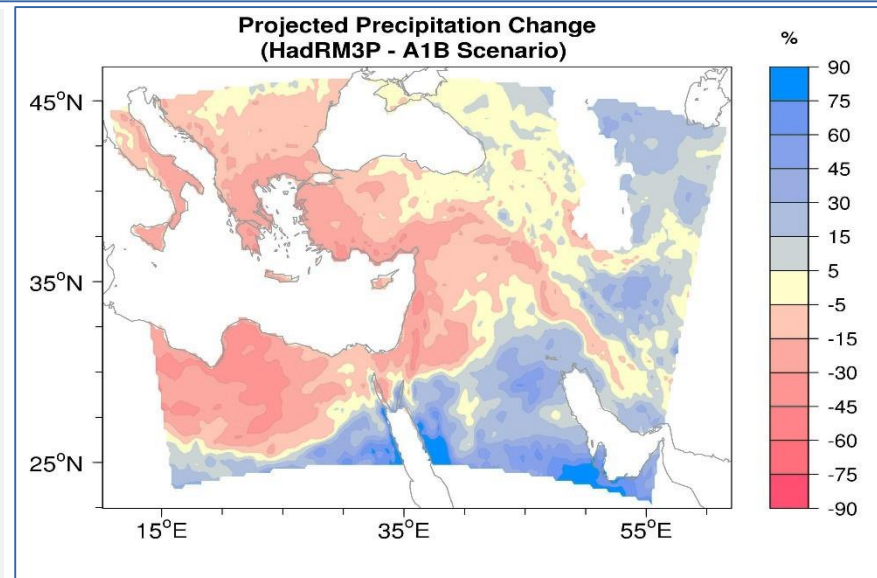 Projected Precipitation Change
(HadRM3P - A1B Scenario)
%
90
75
60
45
30
15
5
-5
-15
-30
-45
-60
-75
-90
45°N
35°N
25°N
15°E
35°E
55°E